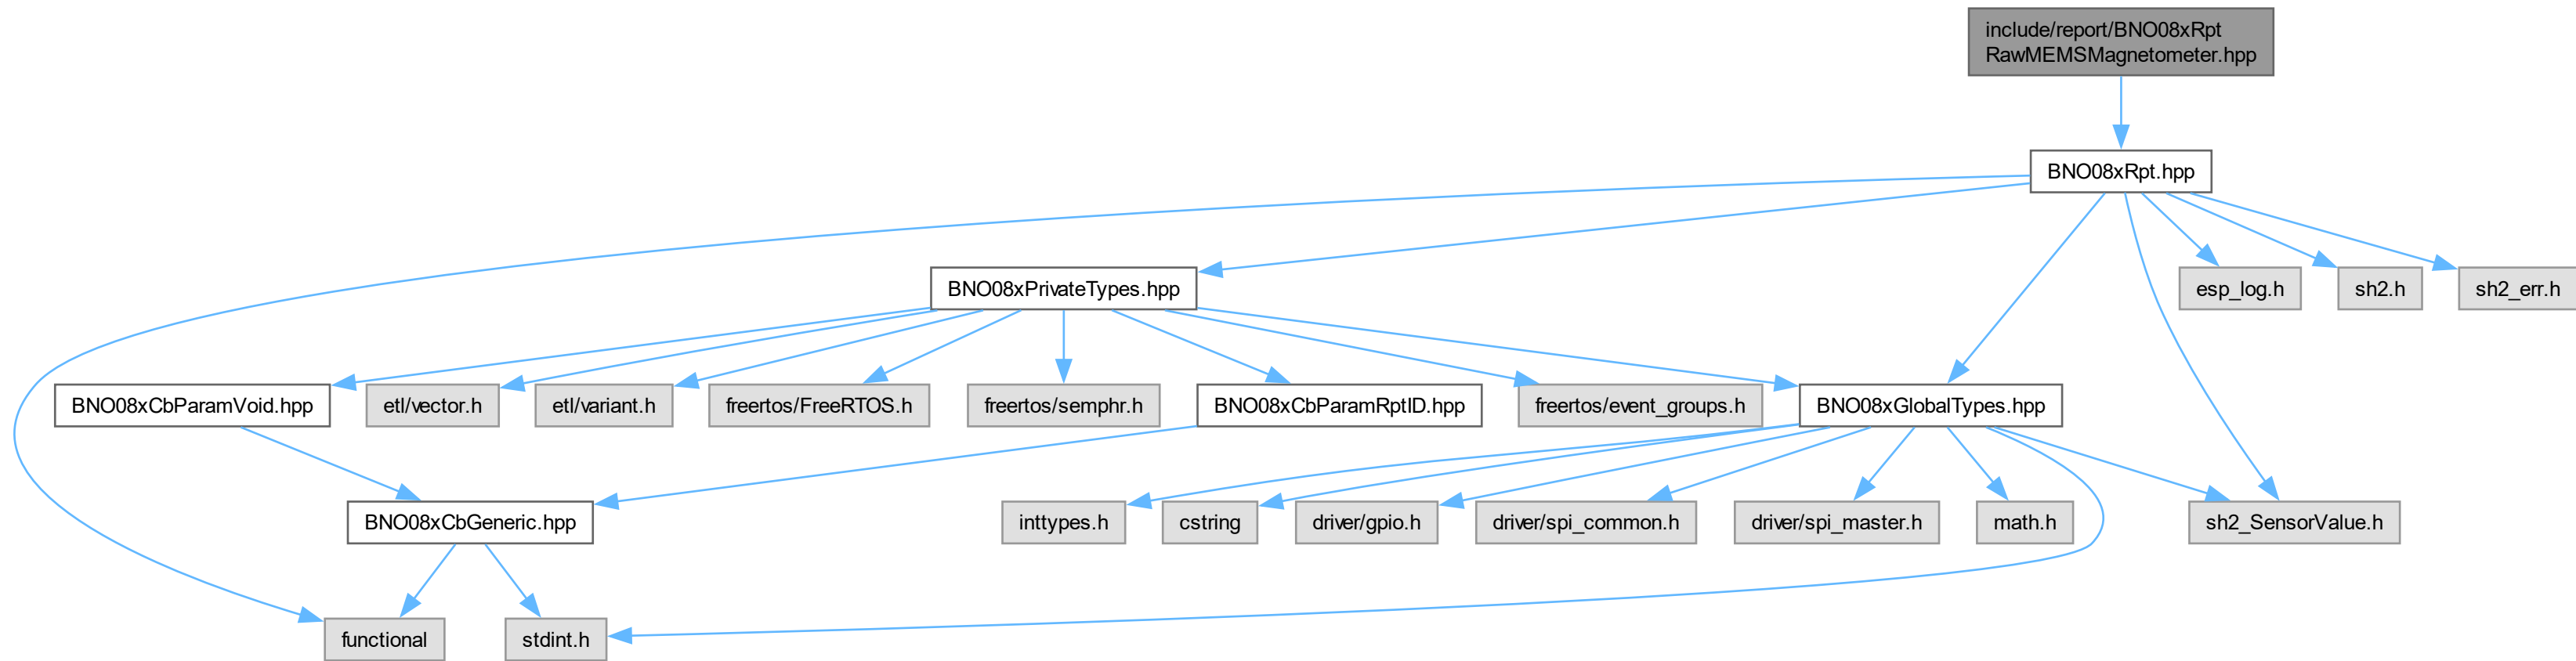 include/report/BNO08xRpt
RawMEMSMagnetometer.hpp
BNO08xRpt.hpp
BNO08xPrivateTypes.hpp
esp_log.h
sh2.h
sh2_err.h
BNO08xCbParamVoid.hpp
etl/vector.h
etl/variant.h
freertos/FreeRTOS.h
freertos/semphr.h
BNO08xCbParamRptID.hpp
freertos/event_groups.h
BNO08xGlobalTypes.hpp
BNO08xCbGeneric.hpp
inttypes.h
cstring
driver/gpio.h
driver/spi_common.h
driver/spi_master.h
math.h
sh2_SensorValue.h
functional
stdint.h